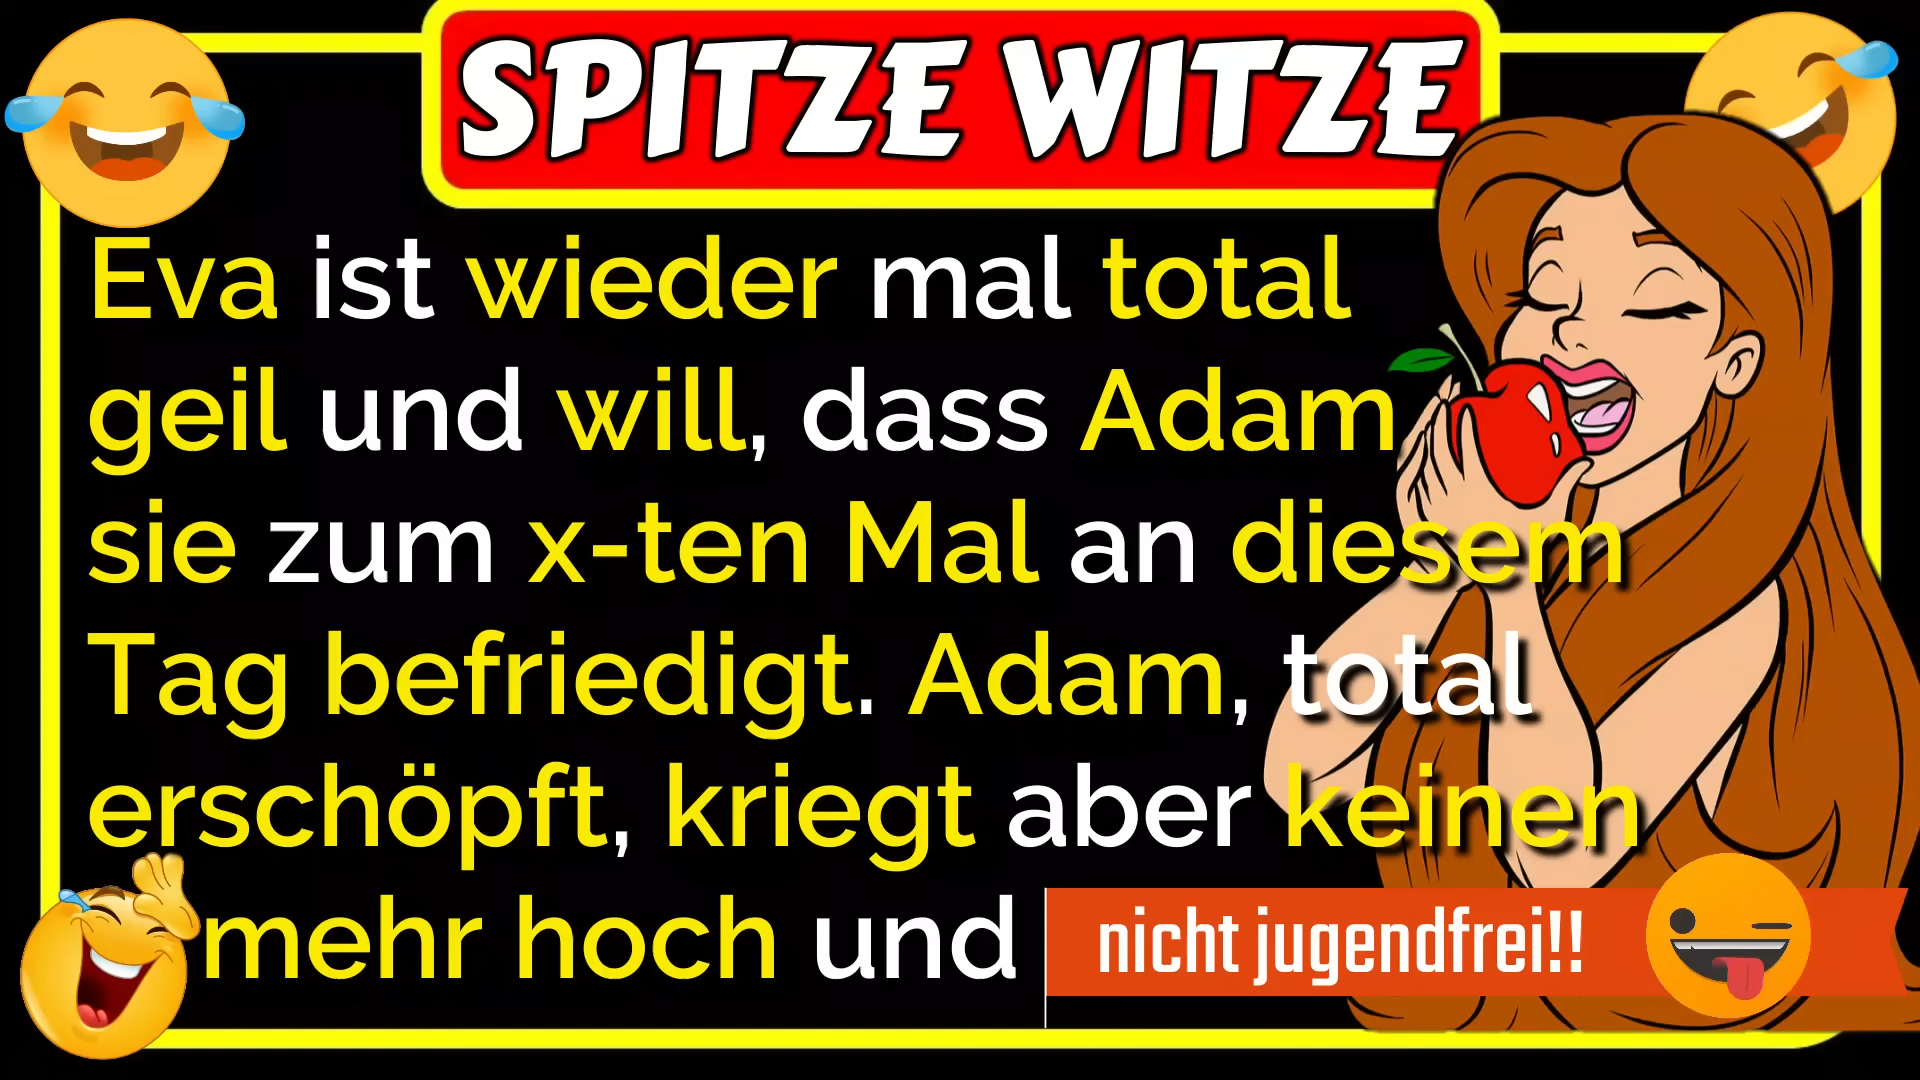 SPITZE WITZE
Eva ist wieder mal total
geil und will, dass Adam
sie zum x-ten Mal an diesem
Tag befriedigt. Adam, total
erschöpft, kriegt aber keinen
mehr hoch und
nicht jugendfrei!!